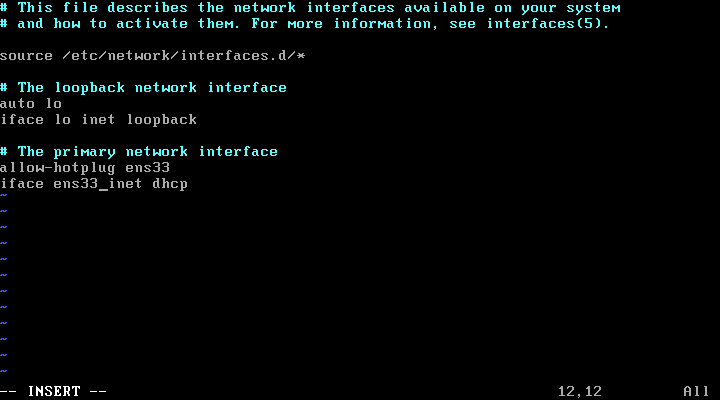 # This file describes the network interfaces available on your system
# and how to activate them. For more information, see interfaces(5).

source /etc/network/interfaces.d/*

# The loopback network interface
auto lo
iface lo inet loopback

# The primary network interface
allow-hotplug ens33
iface ens33 inet dhcp
~
~
~
~
~
~
~
~
~
~
~
~
-- INSERT -- 12,12 All